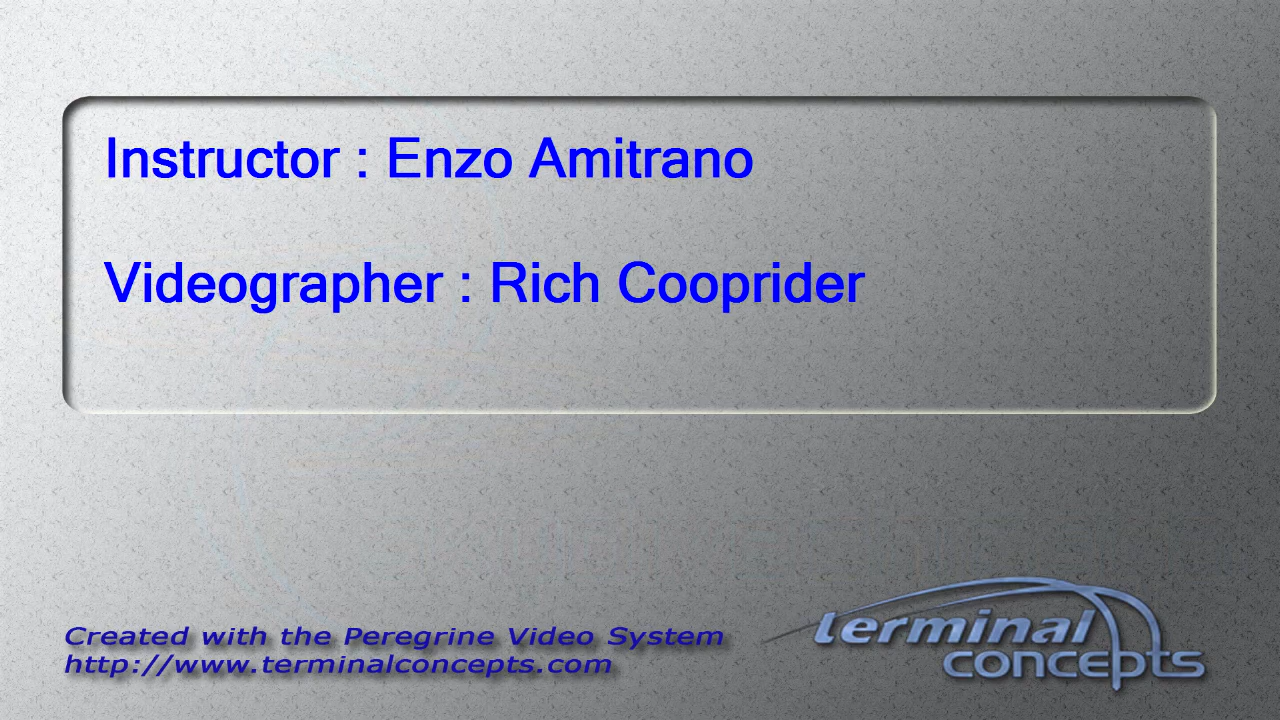 Instructor : Enzo Amitrano
Videographer : Rich Cooprider
Created with the Peregrine Video System
http://www.terminalconcepts.com
terminal
concepts